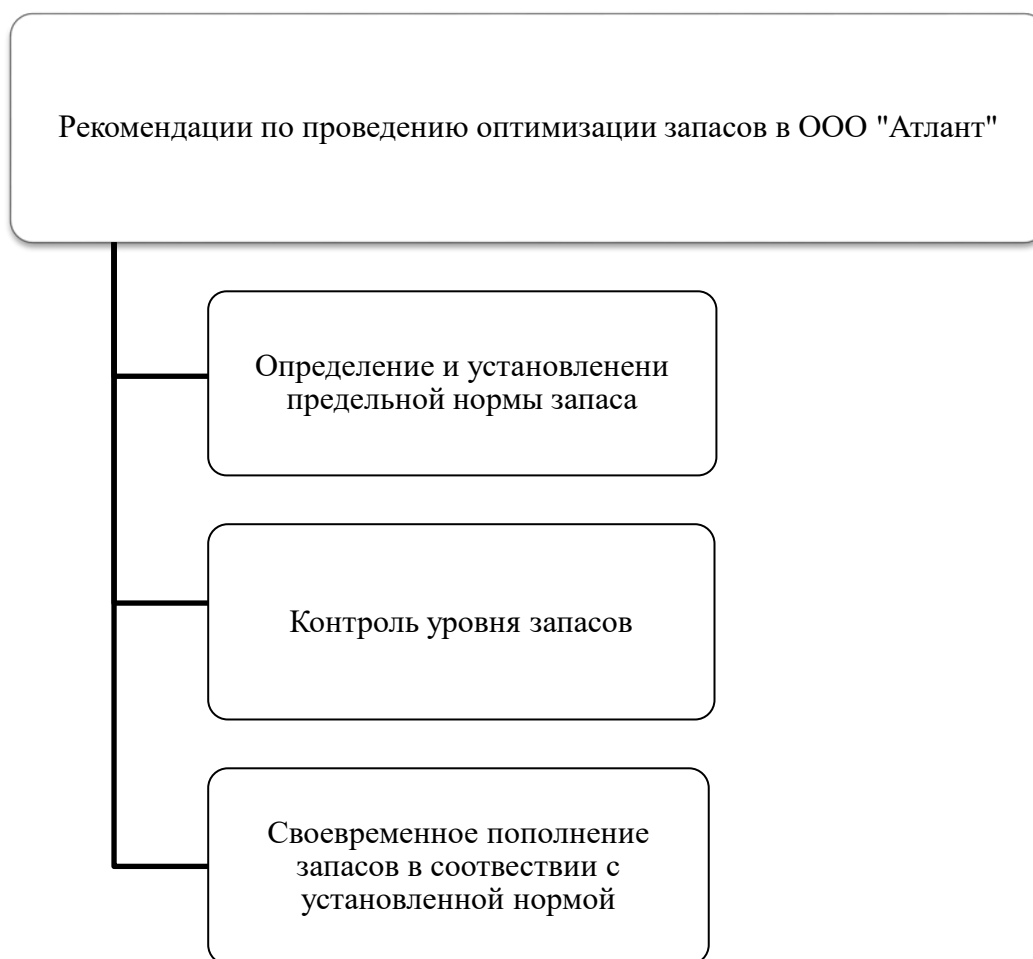 Рекомендации по проведению оптимизации запасов в ООО "Атлант"
Определение и установленени
предельной нормы запаса
Контроль уровня запасов
Своевременное пополнение
запасов в соотвествии с
установленной нормой